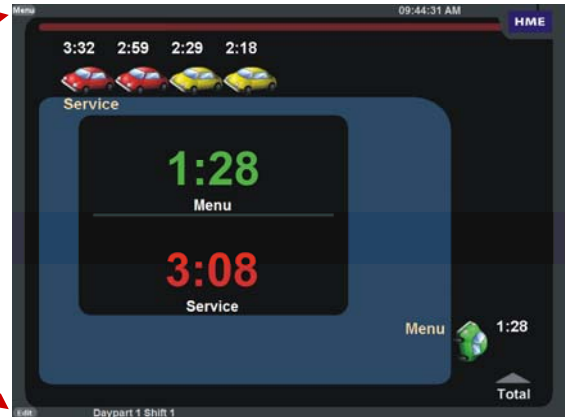 Menu 09:44:31 AM
HME
3:32 2:59 2:29 2:18
Service
1:28
Menu
3:08
Service
Menu 1:28
Total
Edit Daypart 1 Shift 1